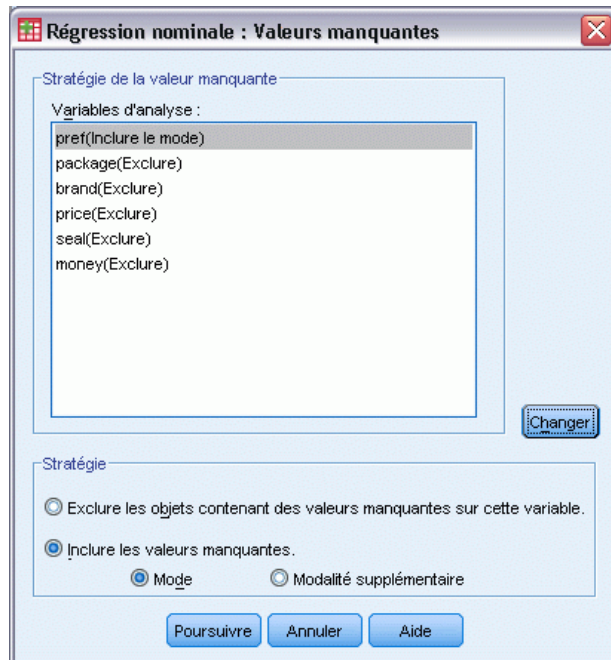 Régression nominale : Valeurs manquantes
Stratégie de la valeur manquante
Variables d'analyse :
pref(Inclure le mode)
package(Exclure)
brand(Exclure)
price(Exclure)
seal(Exclure)
money(Exclure)
Changer
Stratégie
Exclure les objets contenant des valeurs manquantes sur cette variable.
Inclure les valeurs manquantes.
Mode Modalité supplémentaire
Poursuivre Annuler Aide